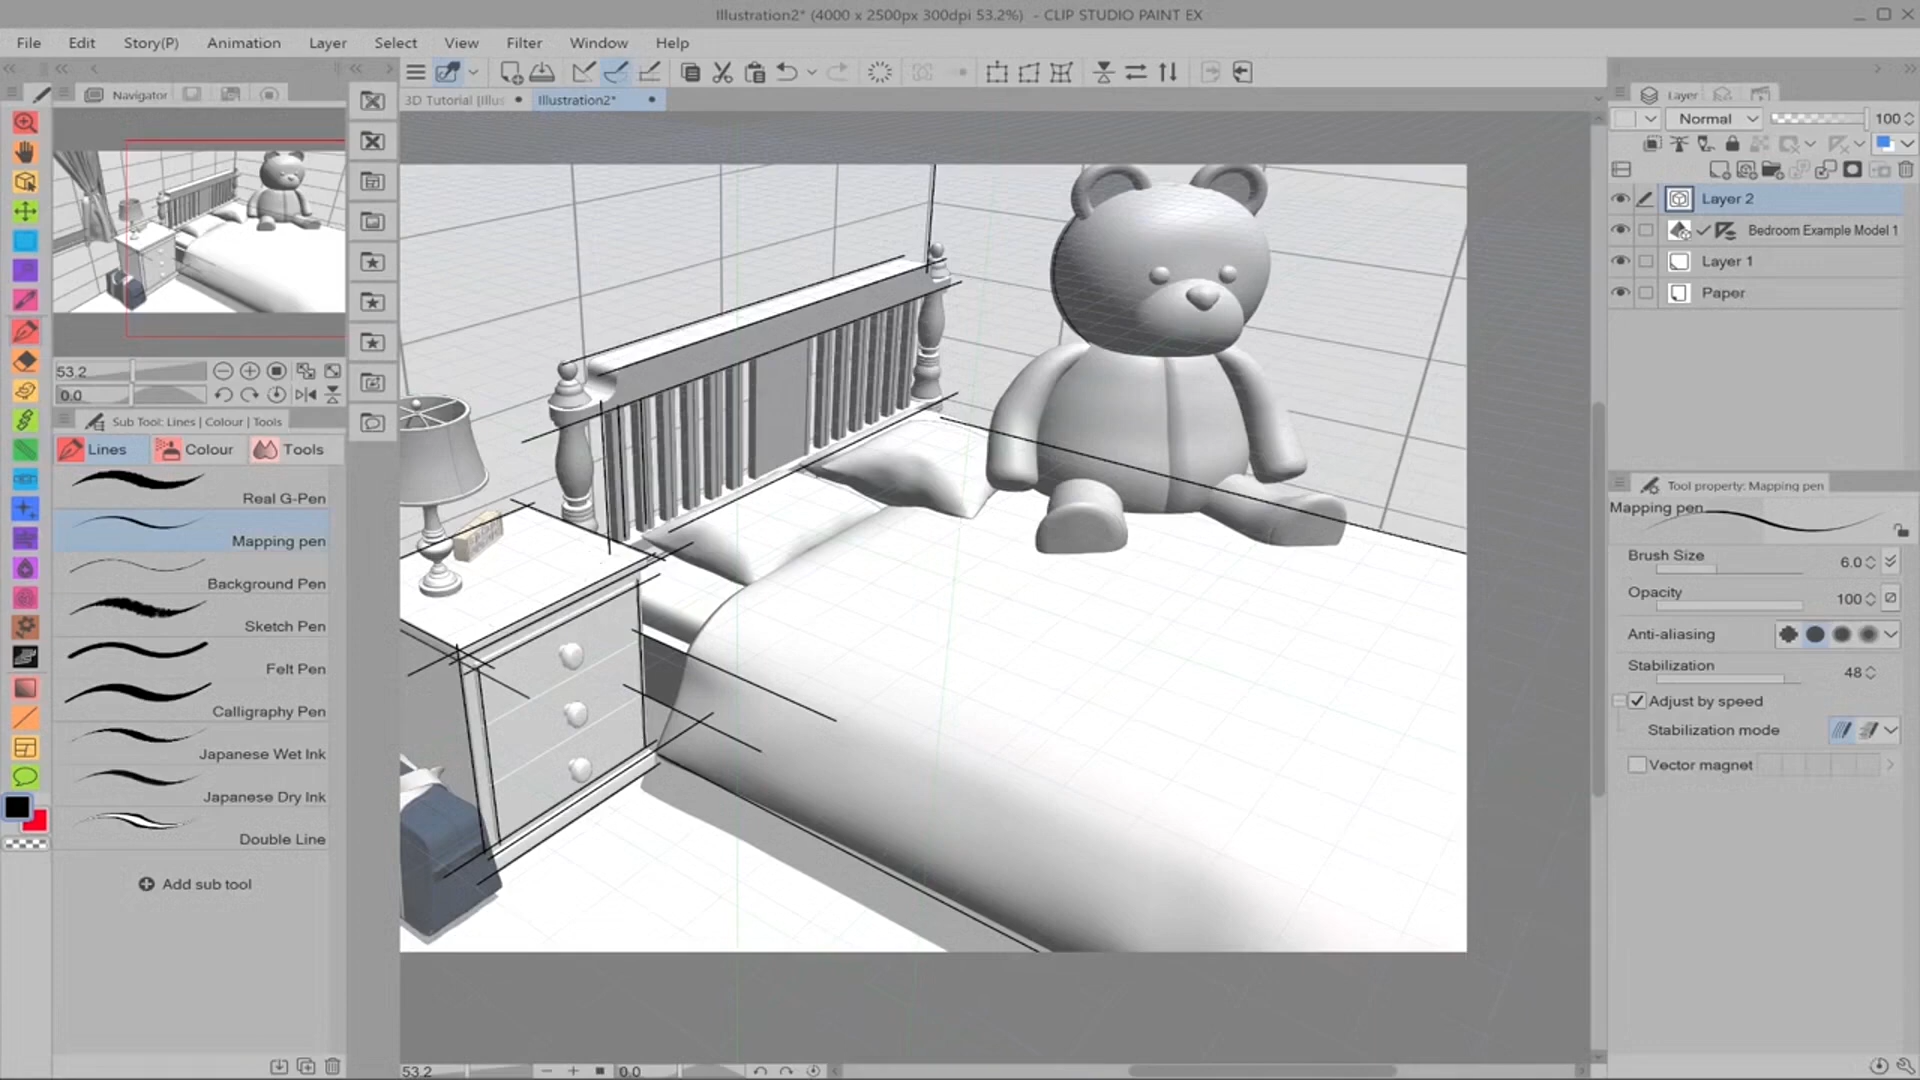 Illustration2* (4000 x 2500px 300dpi 53.2%) - CLIP STUDIO PAINT EX
File Edit Story(P) Animation Layer Select View Filter Window Help
Navigator
3D Tutorial [Illus
Illustration2*
53.2
0.0
Sub Tool: Lines | Colour | Tools
Lines Colour Tools
Real G-Pen
Mapping pen
Background Pen
Sketch Pen
Felt Pen
Calligraphy Pen
Japanese Wet Ink
Japanese Dry Ink
Double Line
Add sub tool
53.2 0.0
Layer
Normal 100
Layer 2
Bedroom Example Model 1
Layer 1
Paper
Tool property: Mapping pen
Mapping pen
Brush Size 6.0
Opacity 100
Anti-aliasing
Stabilization 48
Adjust by speed
Stabilization mode
Vector magnet